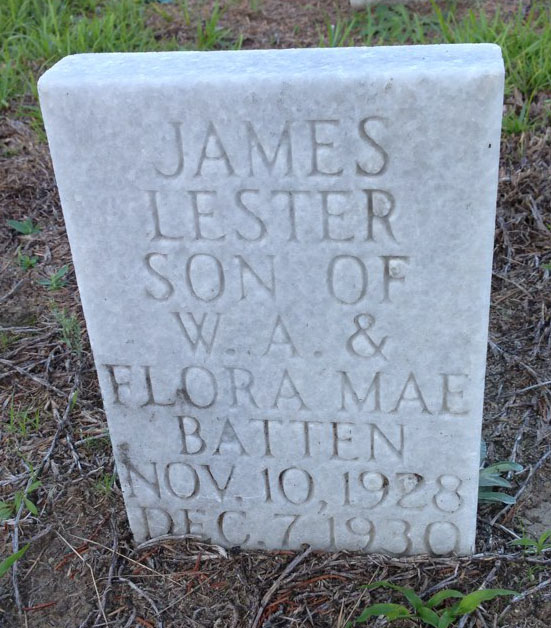 JAMES
LESTER
SON OF
W. A. &
FLORA MAE
BATTEN
NOV. 10, 1928
DEC. 7, 1930